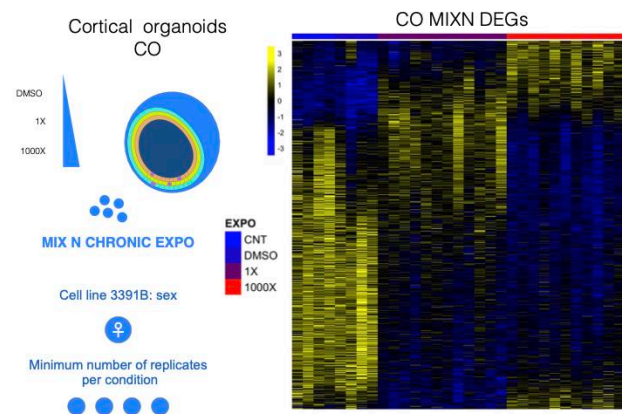 Cortical organoids
CO
DMSO
1X
1000X
MIX N CHRONIC EXPO
Cell line 3391B: sex
♀
Minimum number of replicates
per condition
CO MIXN DEGs
3
2
1
0
-1
-2
-3
EXPO
CNT
DMSO
1X
1000X